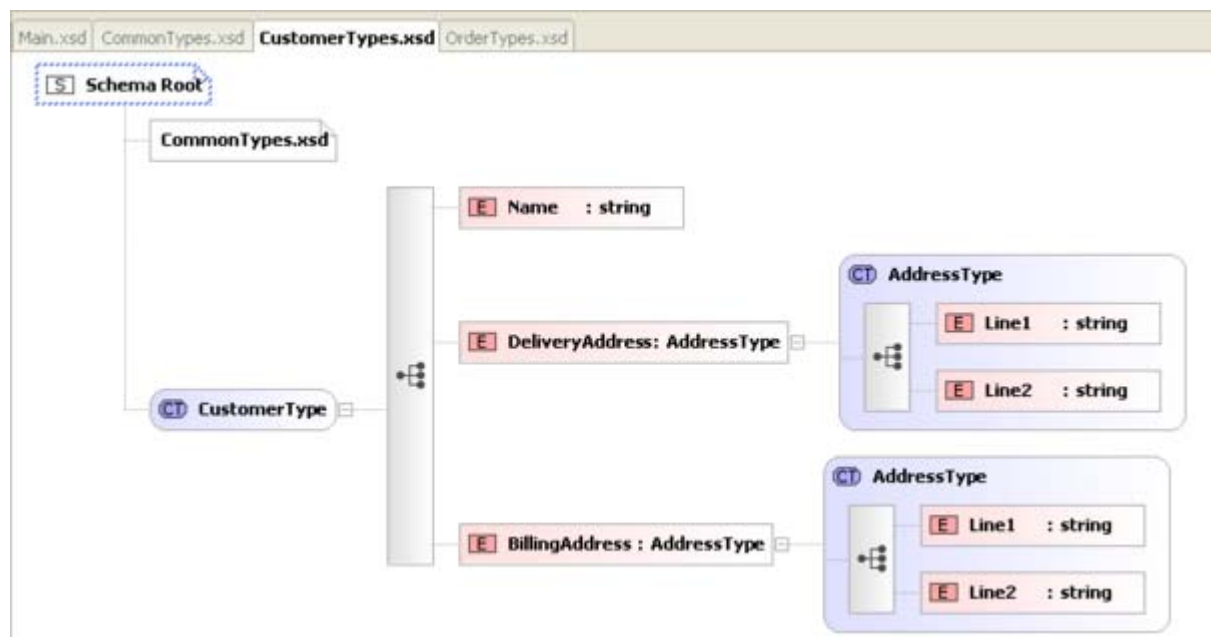 Main.xsd CommonTypes.xsd CustomerTypes.xsd OrderTypes.xsd
S Schema Root
CommonTypes.xsd
E Name : string
CT AddressType
E Line1 : string
E DeliveryAddress: AddressType
E Line2 : string
CT CustomerType
CT AddressType
E Line1 : string
E BillingAddress : AddressType
E Line2 : string